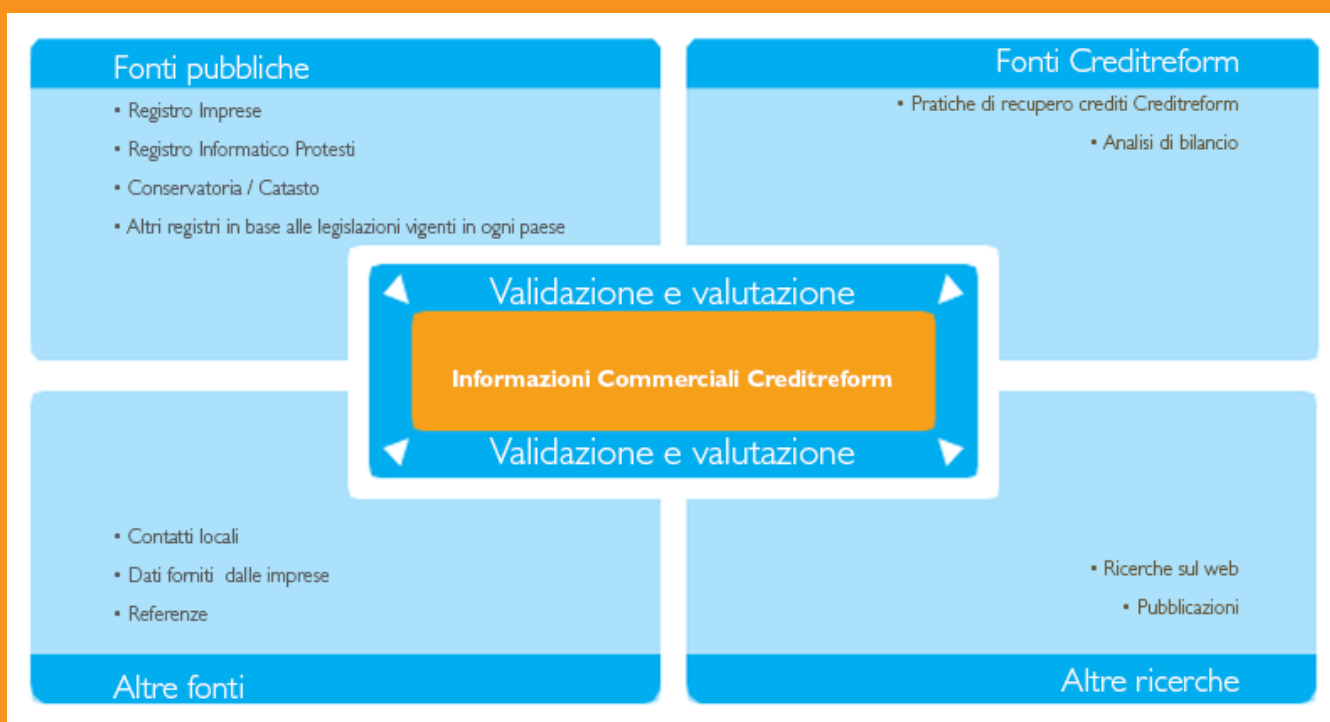 Fonti pubbliche
• Registro Imprese
• Registro Informatico Protesti
• Conservatoria / Catasto
• Altri registri in base alle legislazioni vigenti in ogni paese
Fonti Creditreform
• Pratiche di recupero crediti Creditreform
• Analisi di bilancio
Validazione e valutazione
Informazioni Commerciali Creditreform
Validazione e valutazione
• Contatti locali
• Dati forniti dalle imprese
• Referenze
Altre fonti
• Ricerche sul web
• Pubblicazioni
Altre ricerche